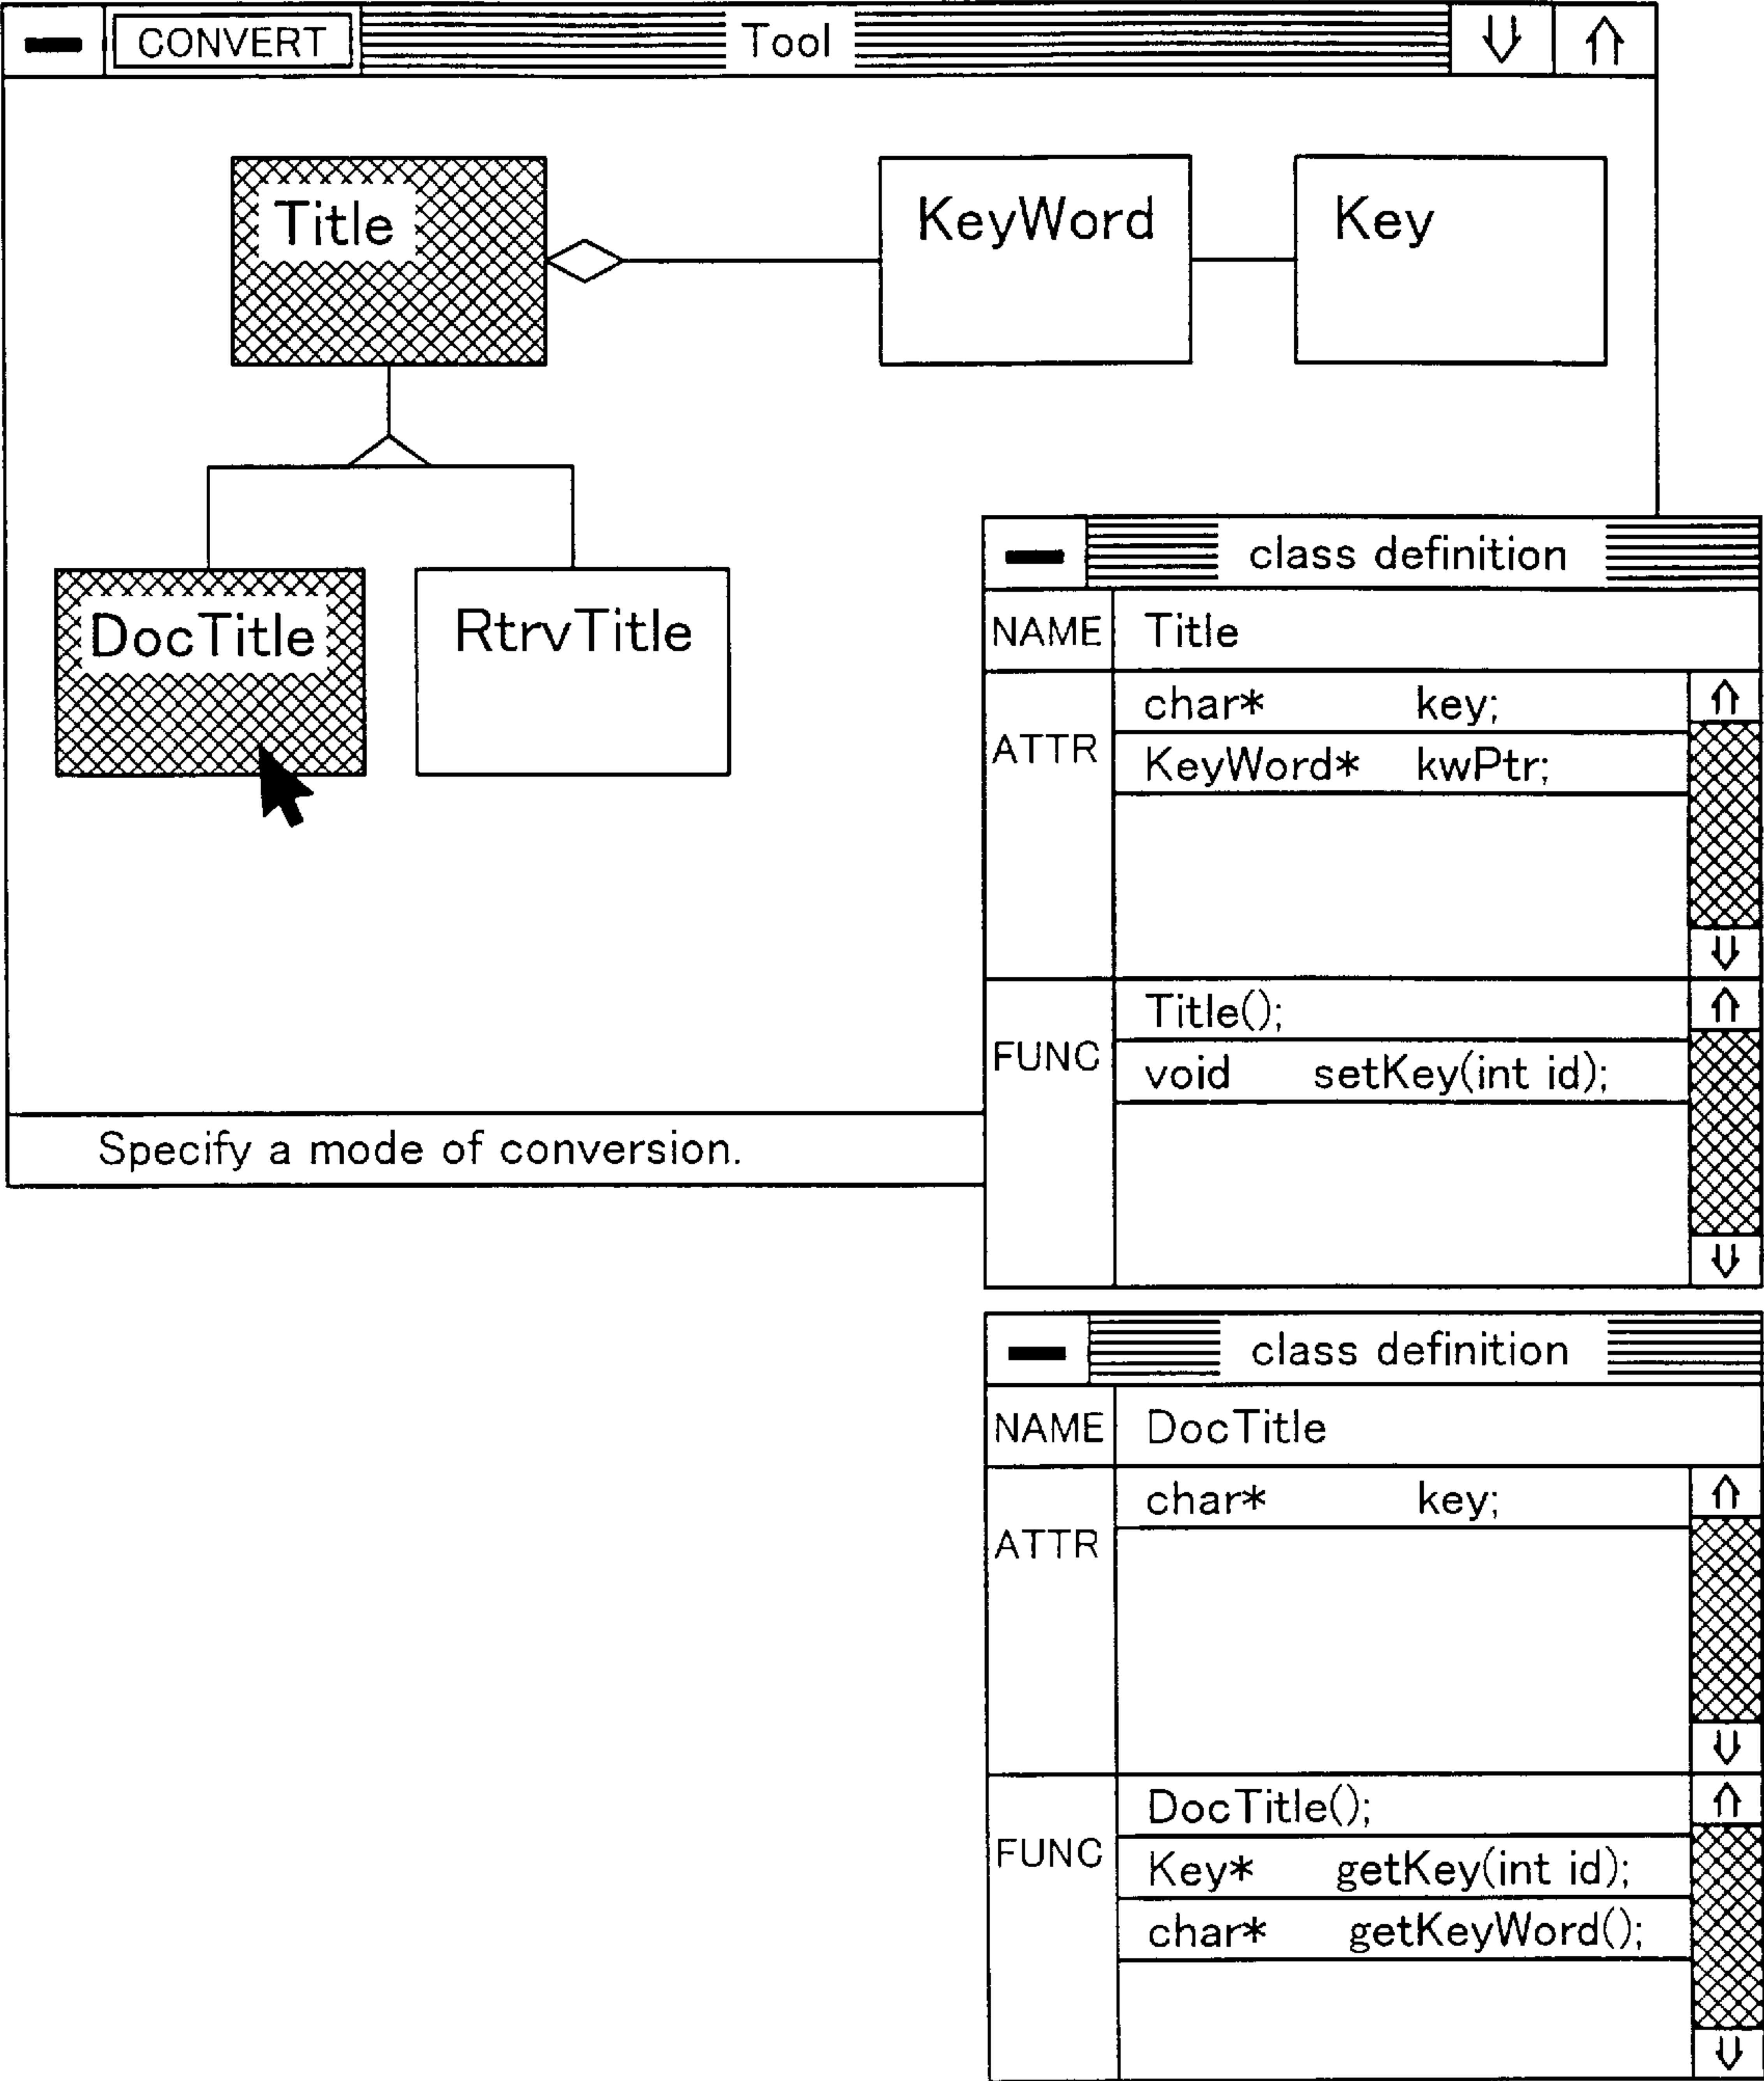 CONVERT Tool
Title KeyWord Key
DocTitle RtrvTitle
Specify a mode of conversion.
class definition
NAME Title
ATTR
char* key;
KeyWord* kwPtr;
FUNC
Title();
void setKey(int id);
class definition
NAME DocTitle
ATTR
char* key;
FUNC
DocTitle();
Key* getKey(int id);
char* getKeyWord();